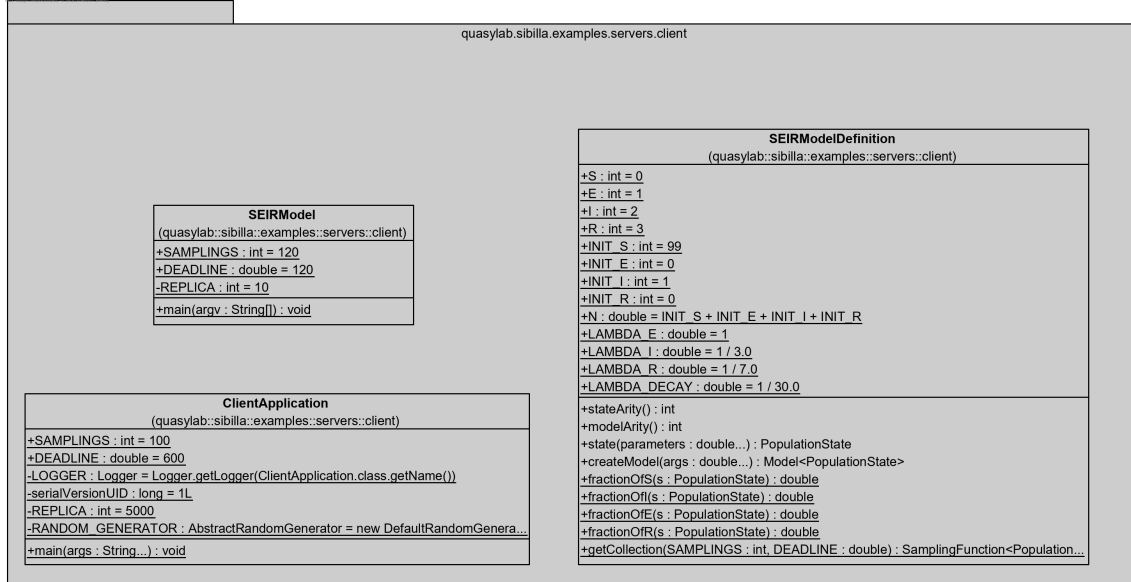 quasylab.sibilla.examples.servers.client
SEIRModelDefinition
(quasylab::sibilla::examples::servers::client)
+S : int = 0
+E : int = 1
+I : int = 2
+R : int = 3
+INIT_S : int = 99
+INIT_E : int = 0
+INIT_I : int = 1
+INIT_R : int = 0
+N : double = INIT_S + INIT_E + INIT_I + INIT_R
+LAMBDA_E : double = 1
+LAMBDA_I : double = 1 / 3.0
+LAMBDA_R : double = 1 / 7.0
+LAMBDA_DECAY : double = 1 / 30.0
+stateArity() : int
+modelArity() : int
+state(parameters : double...) : PopulationState
+createModel(args : double...) : Model<PopulationState>
+fractionOfS(s : PopulationState) : double
+fractionOfI(s : PopulationState) : double
+fractionOfE(s : PopulationState) : double
+fractionOfR(s : PopulationState) : double
+getCollection(SAMPLINGS : int, DEADLINE : double) : SamplingFunction<Population...
SEIRModel
(quasylab::sibilla::examples::servers::client)
+SAMPLINGS : int = 120
+DEADLINE : double = 120
-REPLICA : int = 10
+main(argv : String[]) : void
ClientApplication
(quasylab::sibilla::examples::servers::client)
+SAMPLINGS : int = 100
+DEADLINE : double = 600
-LOGGER : Logger = Logger.getLogger(ClientApplication.class.getName())
-serialVersionUID : long = 1L
-REPLICA : int = 5000
-RANDOM_GENERATOR : AbstractRandomGenerator = new DefaultRandomGenera...
+main(args : String...) : void